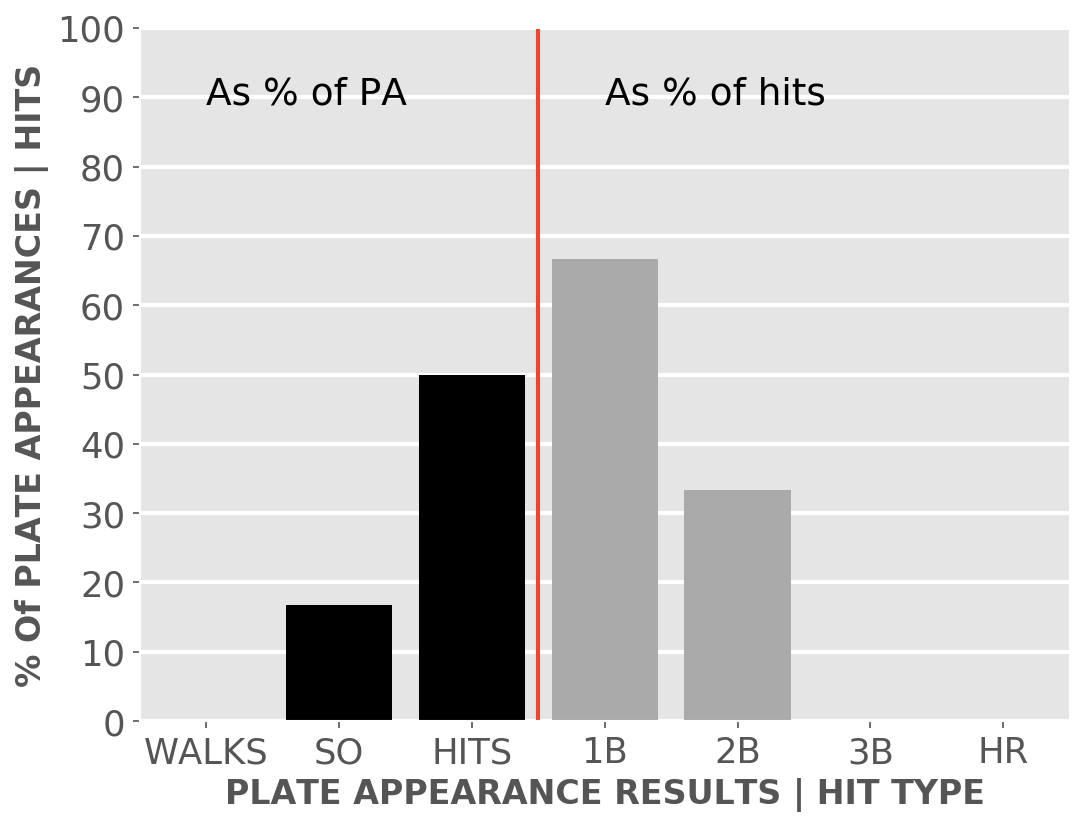 % Of PLATE APPEARANCES | HITS
100
90
80
70
60
50
40
30
20
10
0
As % of PA
As % of hits
WALKS SO HITS 1B 2B 3B HR
PLATE APPEARANCE RESULTS | HIT TYPE